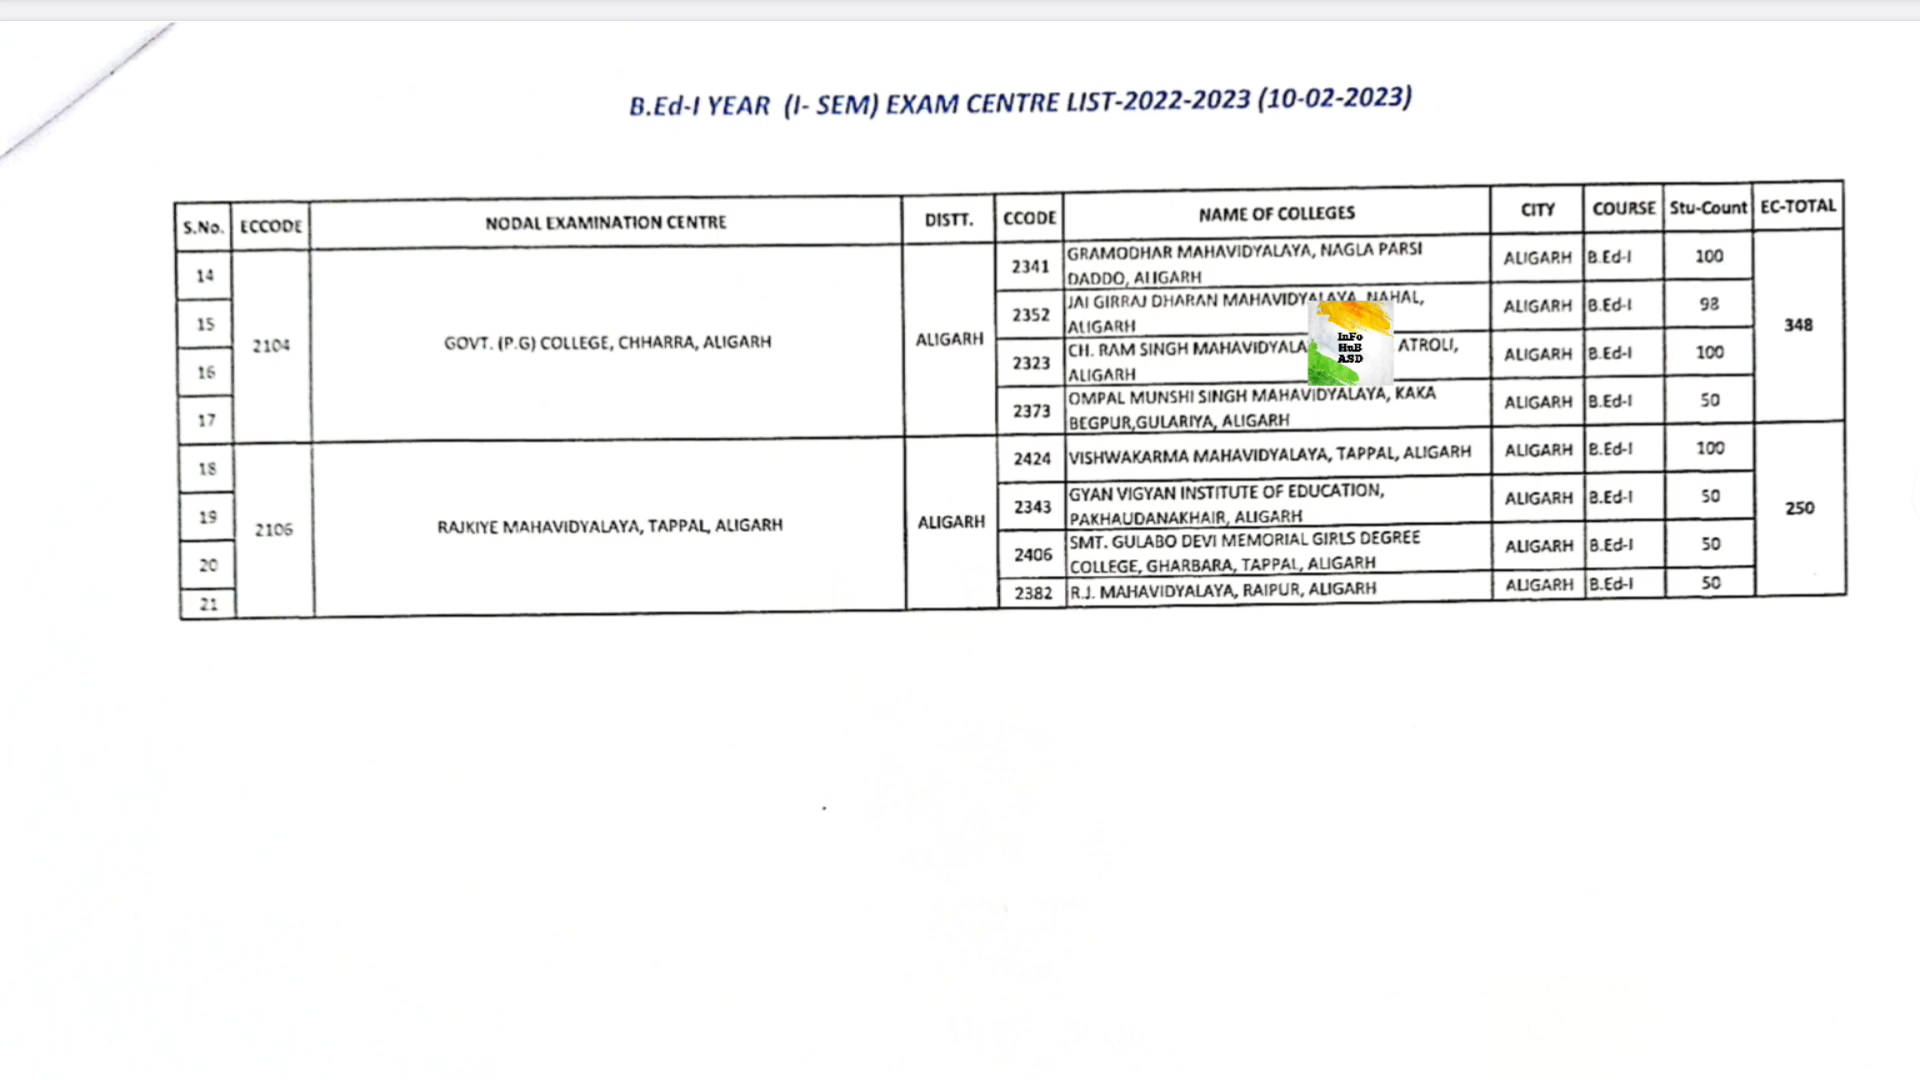 B.Ed-I YEAR (I- SEM) EXAM CENTRE LIST-2022-2023 (10-02-2023)
S.No. ECCODE NODAL EXAMINATION CENTRE DISTT. CCODE NAME OF COLLEGES CITY COURSE Stu-Count EC-TOTAL
14 2341 GRAMODHAR MAHAVIDYALAYA, NAGLA PARSI ALIGARH B.Ed-I 100
DADDO, ALIGARH
15 2352 JAI GIRRAJ DHARAN MAHAVIDYALAYA, NAHAL, ALIGARH B.Ed-I 98
ALIGARH
2104 GOVT. (P.G) COLLEGE, CHHARRA, ALIGARH ALIGARH 348
16 2323 CH. RAM SINGH MAHAVIDYALA ATROLI, ALIGARH B.Ed-I 100
ALIGARH
InFo
HuB
ASD
17 2373 OMPAL MUNSHI SINGH MAHAVIDYALAYA, KAKA ALIGARH B.Ed-I 50
BEGPUR,GULARIYA, ALIGARH
18 2424 VISHWAKARMA MAHAVIDYALAYA, TAPPAL, ALIGARH ALIGARH B.Ed-I 100
19 2343 GYAN VIGYAN INSTITUTE OF EDUCATION, ALIGARH B.Ed-I 50
PAKHAUDANAKHAIR, ALIGARH
2106 RAJKIYE MAHAVIDYALAYA, TAPPAL, ALIGARH ALIGARH 250
20 2406 SMT. GULABO DEVI MEMORIAL GIRLS DEGREE ALIGARH B.Ed-I 50
COLLEGE, GHARBARA, TAPPAL, ALIGARH
21 2382 R.J. MAHAVIDYALAYA, RAIPUR, ALIGARH ALIGARH B.Ed-I 50